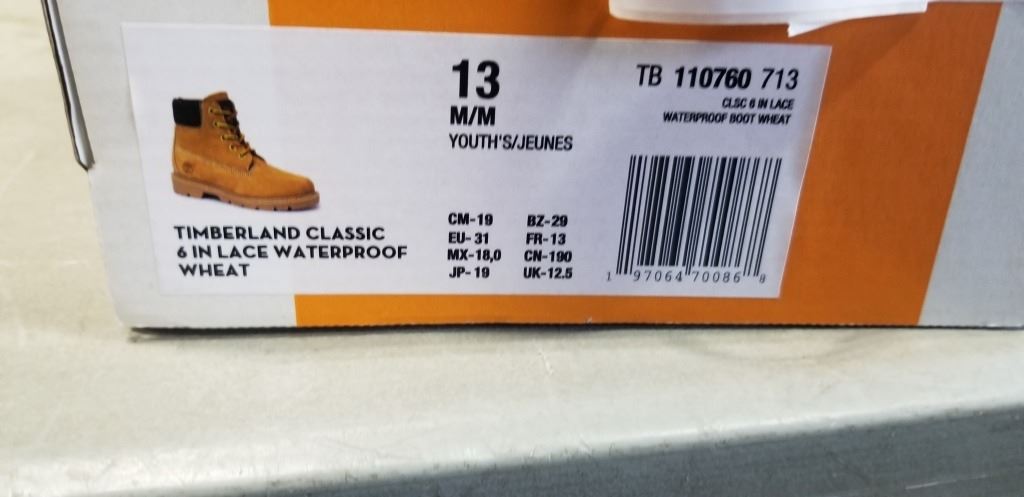 13
M/M
YOUTH'S/JEUNES
TB 110760 713
CLSC 6 IN LACE
WATERPROOF BOOT WHEAT
TIMBERLAND CLASSIC
6 IN LACE WATERPROOF
WHEAT
CM-19 BZ-29
EU-31 FR-13
MX-18,0 CN-190
JP-19 UK-12.5
1 97064 70086 8